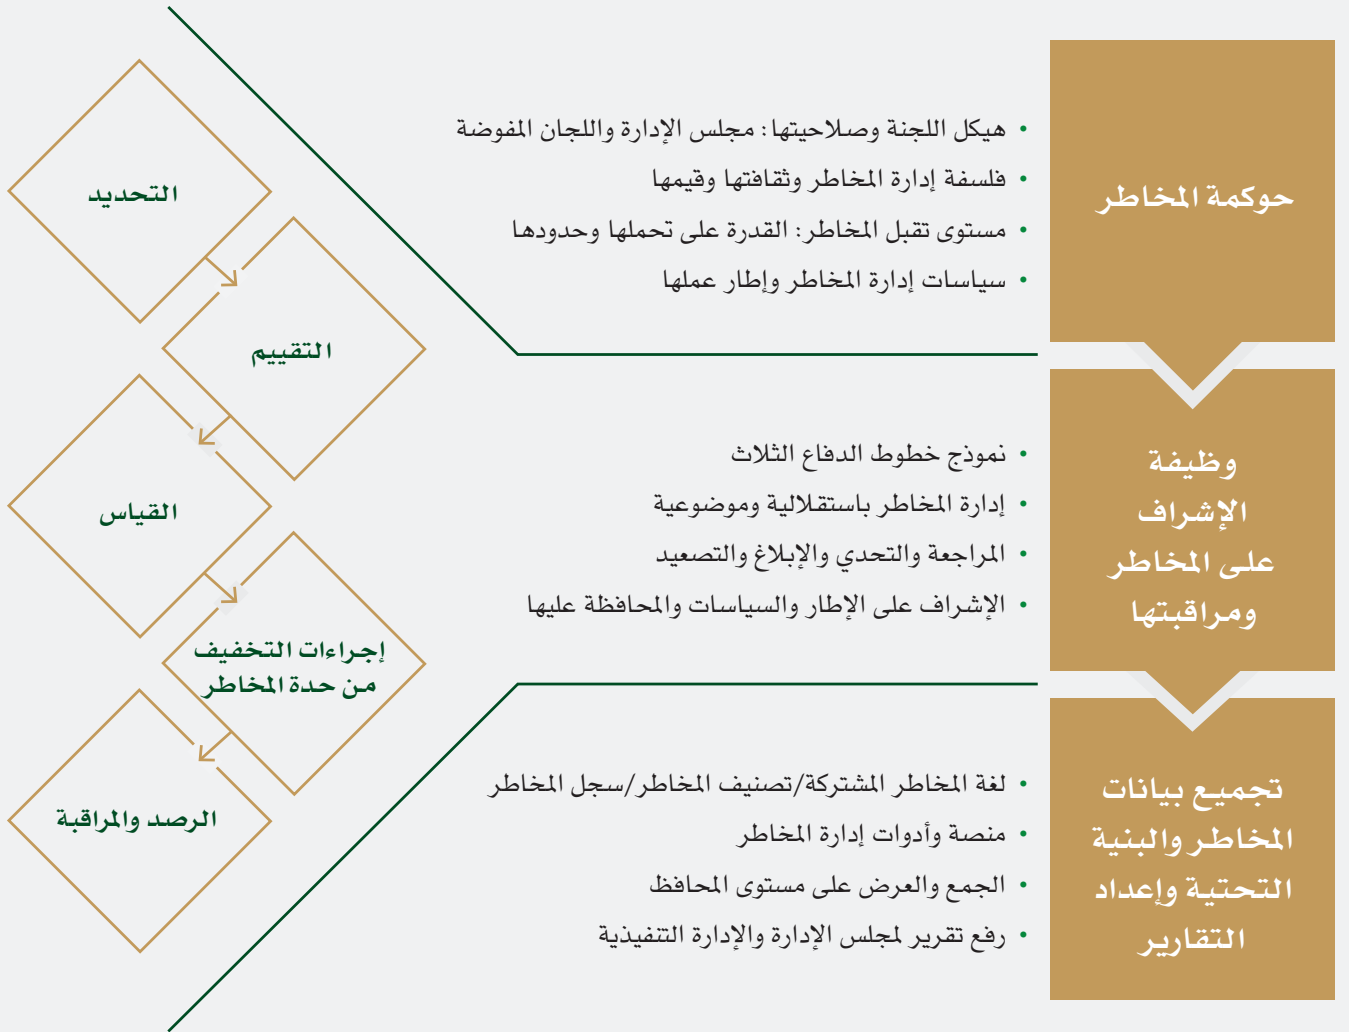 حوكمة المخاطر
• هيكل اللجنة وصلاحيتها: مجلس الإدارة واللجان المفوضة
• فلسفة إدارة المخاطر وثقافتها وقيمها
• مستوى تقبل المخاطر: القدرة على تحملها وحدودها
• سياسات إدارة المخاطر وإطار عملها
وظيفة
الإشراف
على المخاطر
ومراقبتها
• نموذج خطوط الدفاع الثلاث
• إدارة المخاطر باستقلالية وموضوعية
• المراجعة والتحدي والإبلاغ والتصعيد
• الإشراف على الإطار والسياسات والمحافظة عليها
تجميع بيانات
المخاطر والبنية
التحتية وإعداد
التقارير
• لغة المخاطر المشتركة/تصنيف المخاطر/سجل المخاطر
• منصة وأدوات إدارة المخاطر
• الجمع والعرض على مستوى المحافظ
• رفع تقرير لمجلس الإدارة والإدارة التنفيذية
التحديد
التقييم
القياس
إجراءات التخفيف
من حدة المخاطر
الرصد والمراقبة